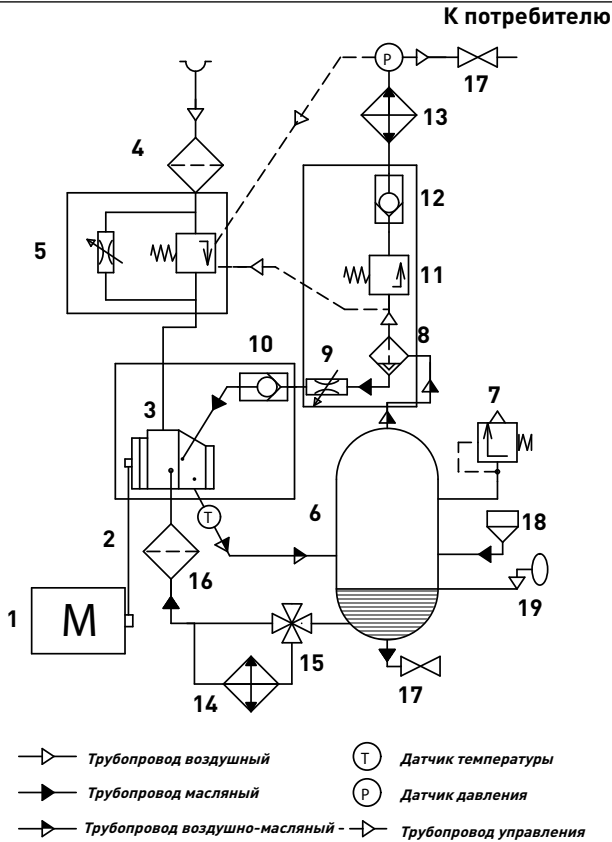 К потребителю
P
17
13
4
12
5
11
8
9
10
7
3
6
18
T
2
16
19
1
M
15
14
17
Трубопровод воздушный
T
Датчик температуры
Трубопровод масляный
P
Датчик давления
Трубопровод воздушно-масляный
Трубопровод управления